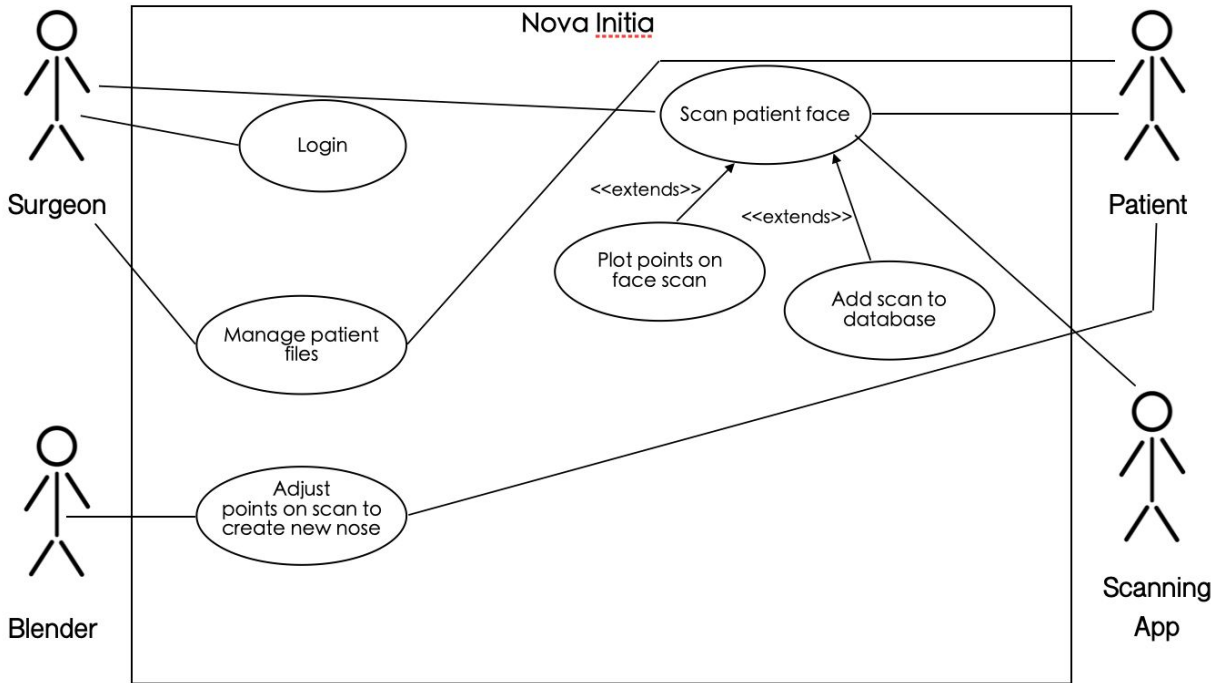 Nova Initia
Scan patient face
Login
<<extends>>
Surgeon
Patient
<<extends>>
Plot points on
face scan
Add scan to
database
Manage patient
files
Adjust
points on scan to
create new nose
Scanning
App
Blender